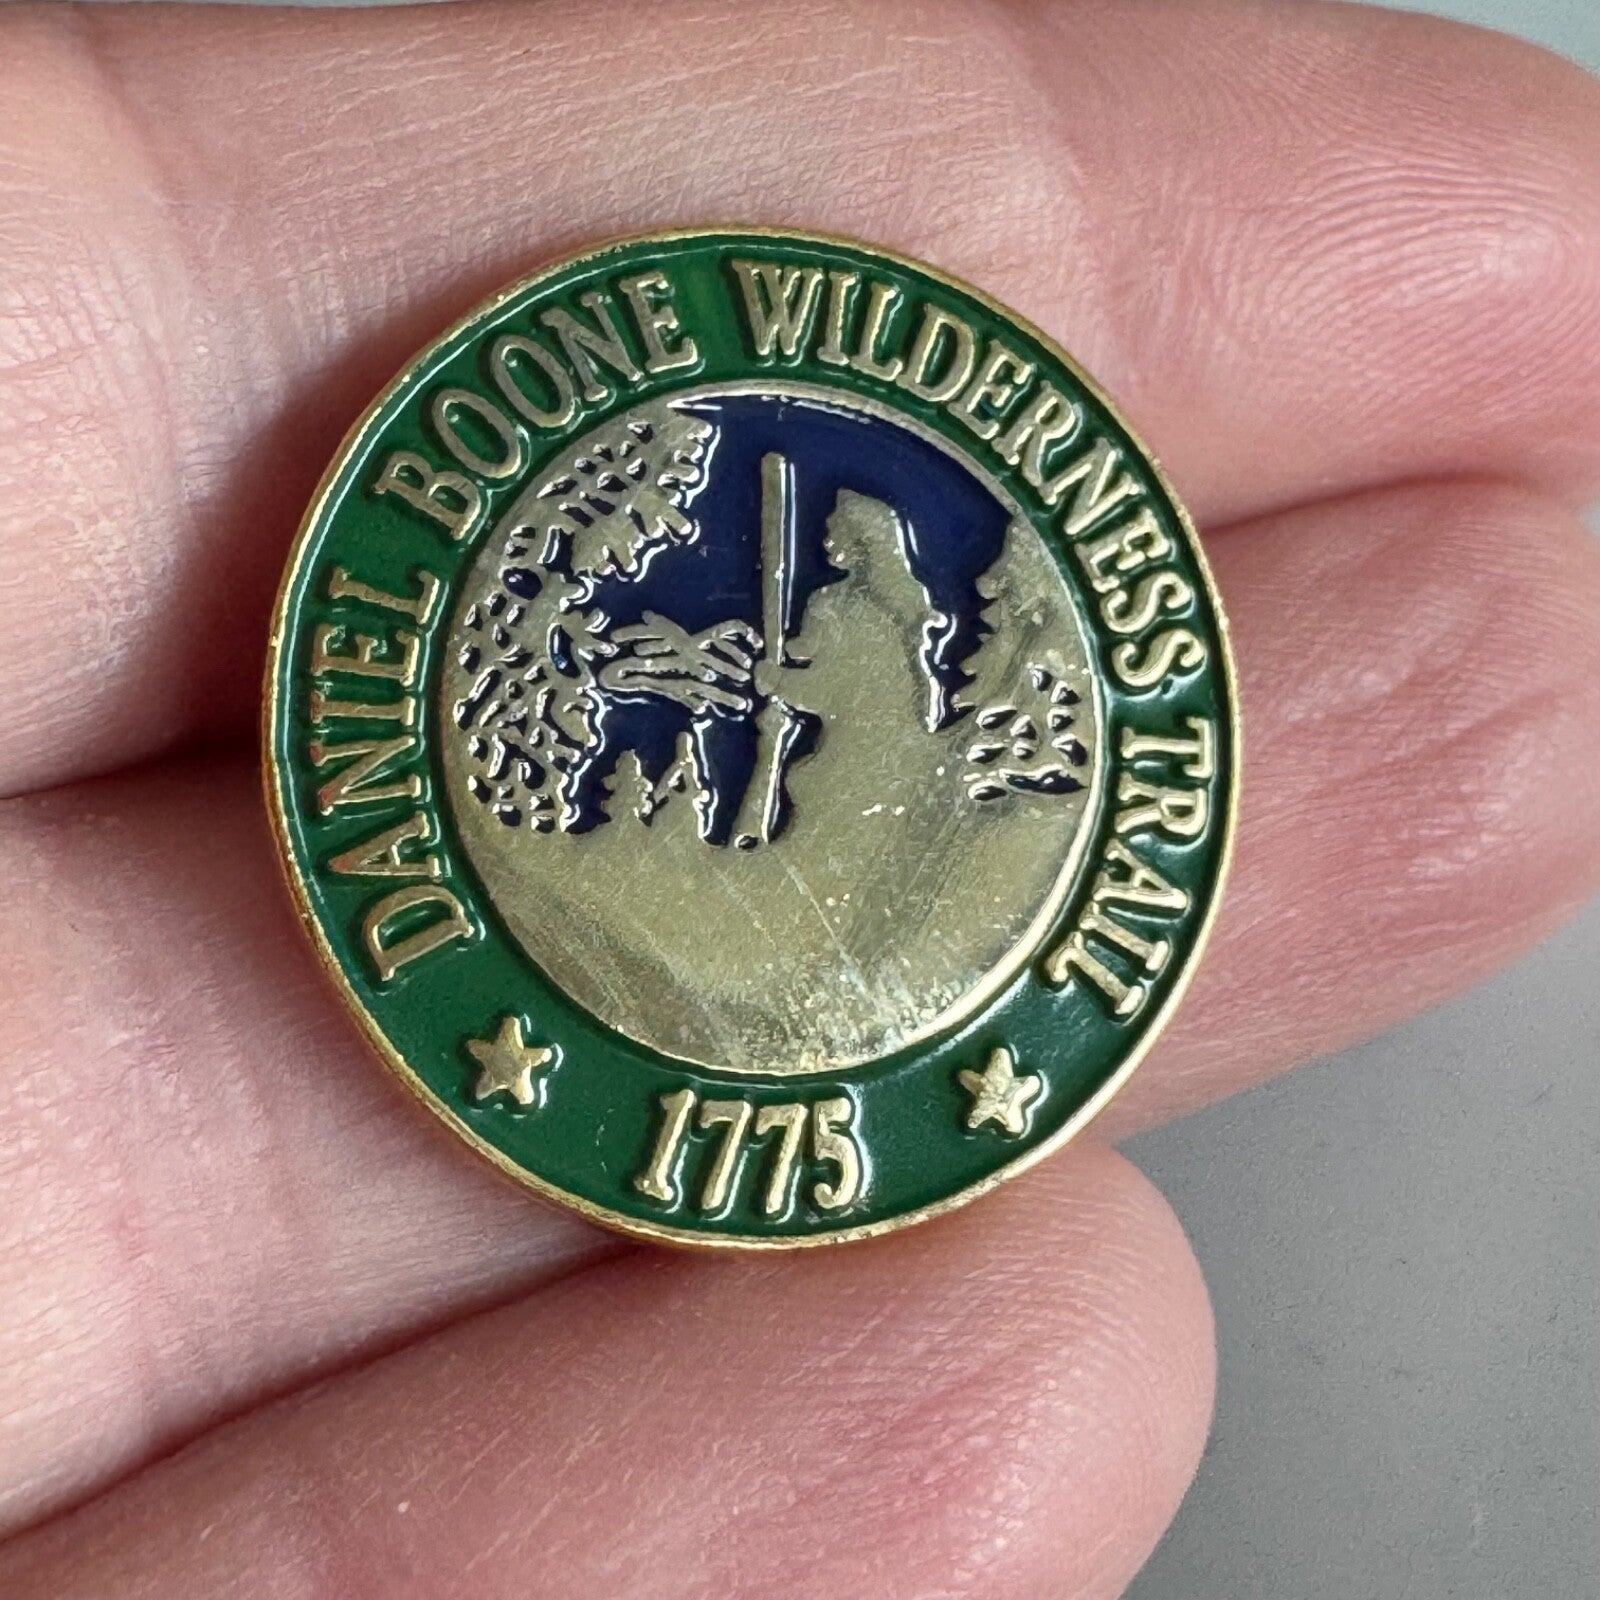 DANIEL BOONE WILDERNESS TRAIL
1775